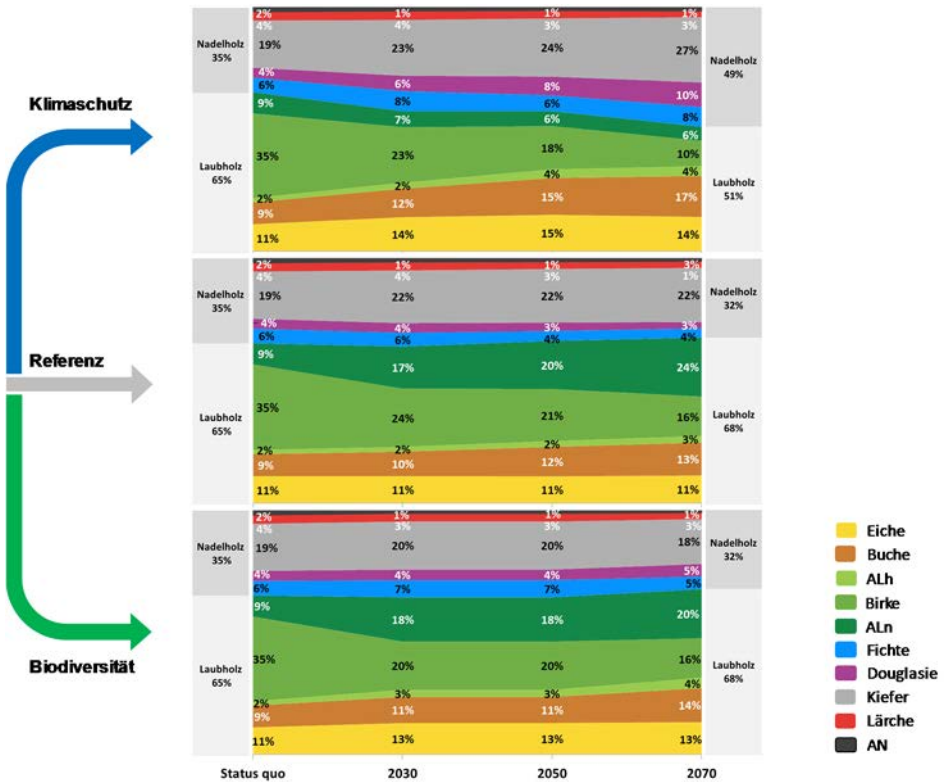 Klimaschutz
Nadelholz
35%
Laubholz
65%
2% 1% 1% 1%
4% 4% 3% 3%
19% 23% 24% 27%
4% 6% 8% 10%
6% 8% 6% 8%
9% 7% 6% 6%
35% 23% 18% 10%
2% 2% 4% 4%
9% 12% 15% 17%
11% 14% 15% 14%
Nadelholz
49%
Laubholz
51%
Referenz
Nadelholz
35%
Laubholz
65%
2% 1% 1% 3%
4% 4% 3% 1%
19% 22% 22% 22%
4% 4% 3% 3%
6% 6% 4% 4%
9% 17% 20% 24%
35% 24% 21% 16%
2% 2% 2% 3%
9% 10% 12% 13%
11% 11% 11% 11%
Nadelholz
32%
Laubholz
68%
Biodiversität
Nadelholz
35%
Laubholz
65%
2% 1% 1% 1%
4% 3% 3% 3%
19% 20% 20% 18%
4% 4% 4% 5%
6% 7% 7% 5%
9% 18% 18% 20%
35% 20% 20% 16%
2% 3% 3% 4%
9% 11% 11% 14%
11% 13% 13% 13%
Nadelholz
32%
Laubholz
68%
Status quo 2030 2050 2070
Eiche
Buche
ALh
Birke
ALn
Fichte
Douglasie
Kiefer
Lärche
AN